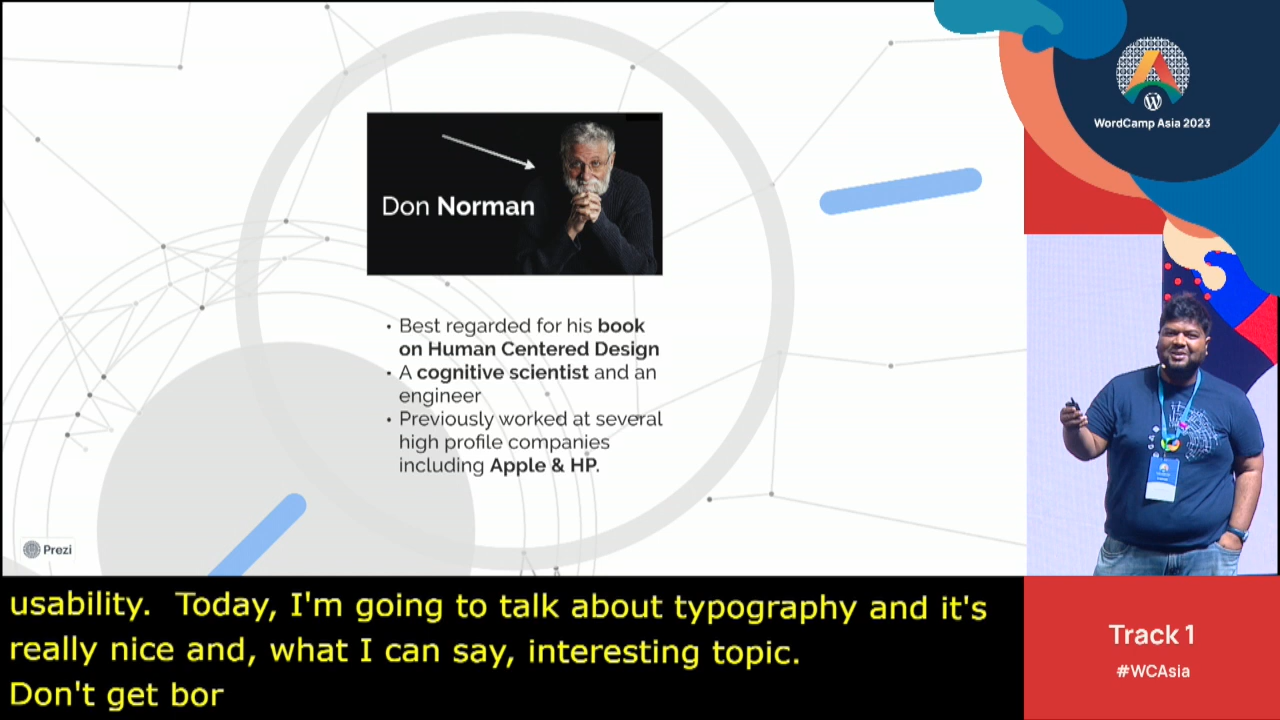 WordCamp Asia 2023
Don Norman
• Best regarded for his book
on Human Centered Design
• A cognitive scientist and an
engineer
• Previously worked at several
high profile companies
including Apple & HP.
Prezi
usability.  Today, I'm going to talk about typography and it's
really nice and, what I can say, interesting topic.
Don't get bor
Track 1
#WCAsia